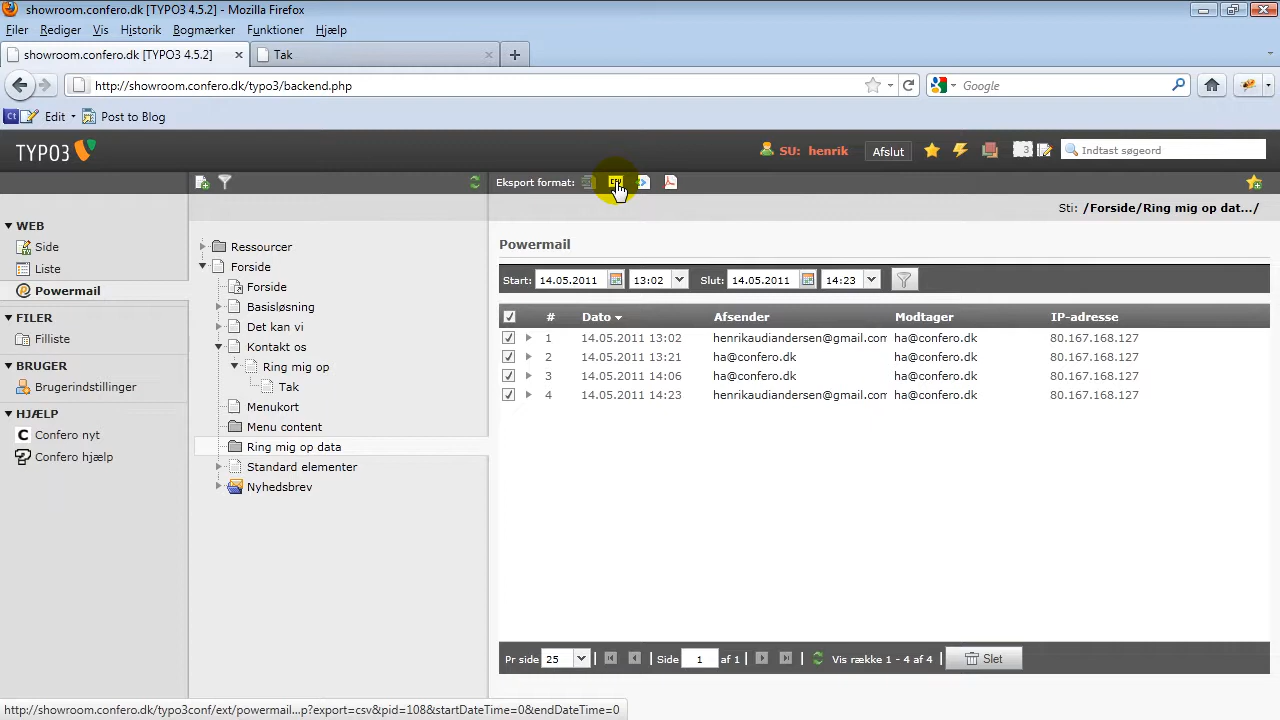 showroom.confero.dk [TYPO3 4.5.2] - Mozilla Firefox
Filer Rediger Vis Historik Bogmærker Funktioner Hjælp
showroom.confero.dk [TYPO3 4.5.2] Tak
http://showroom.confero.dk/typo3/backend.php Google
Ct Edit Post to Blog
TYPO3 SU: henrik Afslut 3 Indtast søgeord
Eksport format: CSV
Sti: /Forside/Ring mig op dat.../
WEB
Side
Liste
Powermail
FILER
Filliste
BRUGER
Brugerindstillinger
HJÆLP
Confero nyt
Confero hjælp
Ressourcer
Forside
Forside
Basisløsning
Det kan vi
Kontakt os
Ring mig op
Tak
Menukort
Menu content
Ring mig op data
Standard elementer
Nyhedsbrev
Powermail
Start: 14.05.2011 13:02 Slut: 14.05.2011 14:23
# Dato Afsender Modtager IP-adresse
1 14.05.2011 13:02 henrikaudiandersen@gmail.com ha@confero.dk 80.167.168.127
2 14.05.2011 13:21 ha@confero.dk ha@confero.dk 80.167.168.127
3 14.05.2011 14:06 ha@confero.dk ha@confero.dk 80.167.168.127
4 14.05.2011 14:23 henrikaudiandersen@gmail.com ha@confero.dk 80.167.168.127
Pr side 25 Side 1 af 1 Vis række 1 - 4 af 4 Slet
http://showroom.confero.dk/typo3conf/ext/powermail...p?export=csv&pid=108&startDateTime=0&endDateTime=0